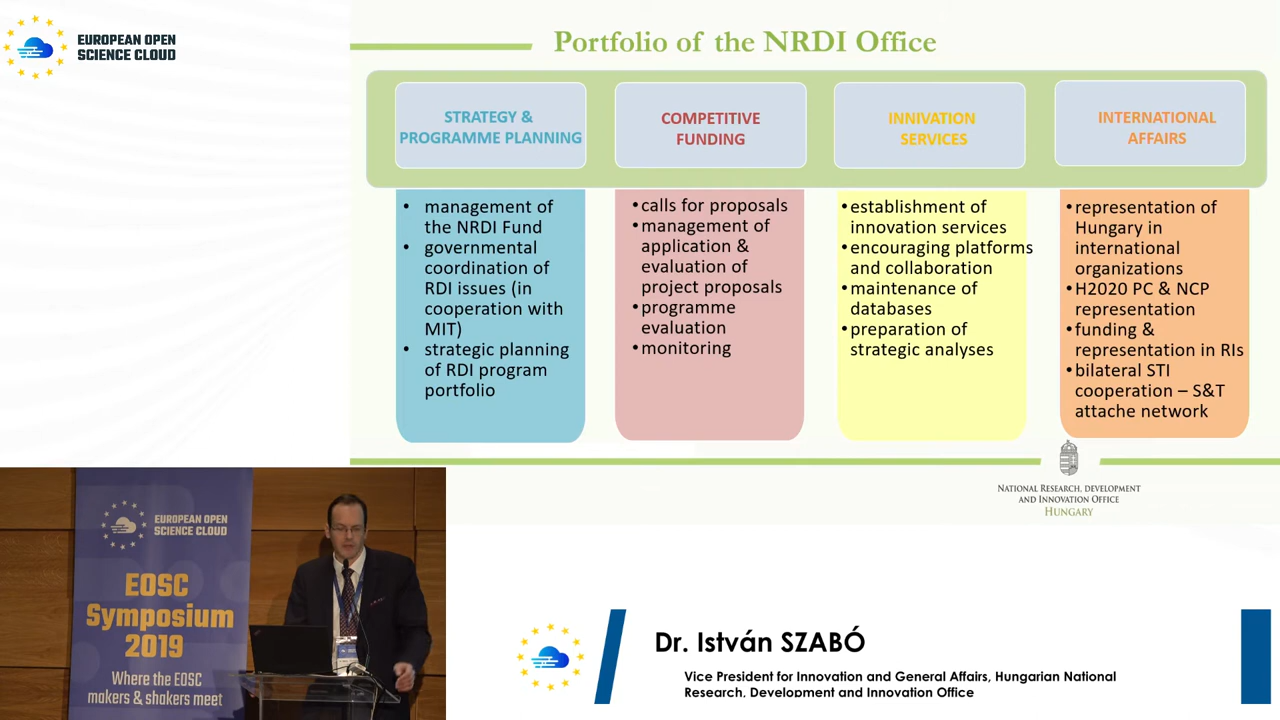 EUROPEAN OPEN
SCIENCE CLOUD
Portfolio of the NRDI Office
STRATEGY &
PROGRAMME PLANNING
COMPETITIVE
FUNDING
INNIVATION
SERVICES
INTERNATIONAL
AFFAIRS
• management of
the NRDI Fund
• governmental
coordination of
RDI issues (in
cooperation with
MIT)
• strategic planning
of RDI program
portfolio
•calls for proposals
•management of
application &
evaluation of
project proposals
•programme
evaluation
•monitoring
•establishment of
innovation services
•encouraging platforms
and collaboration
•maintenance of
databases
•preparation of
strategic analyses
•representation of
Hungary in
international
organizations
•H2020 PC & NCP
representation
•funding &
representation in RIs
•bilateral STI
cooperation – S&T
attache network
NATIONAL RESEARCH, DEVELOPMENT
AND INNOVATION OFFICE
HUNGARY
EUROPEAN OPEN
SCIENCE CLOUD
EOSC
Symposium
2019
Where the EOSC
makers & shakers meet
Dr. István SZABÓ
Vice President for Innovation and General Affairs, Hungarian National
Research, Development and Innovation Office